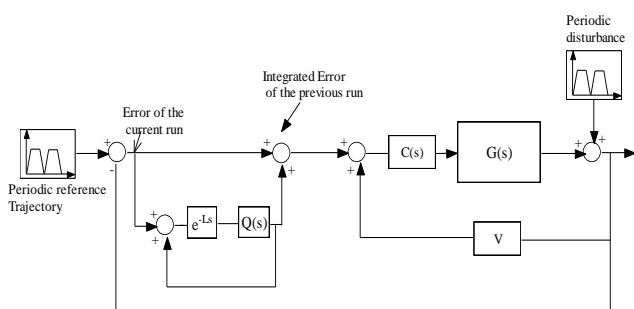 Periodic
disturbance
Integrated Error
of the previous run
Error of the
current run
+
-
+
+
+
+
C(s)
G(s)
+
+
Periodic reference
Trajectory
+
+
e-Ls
Q(s)
V